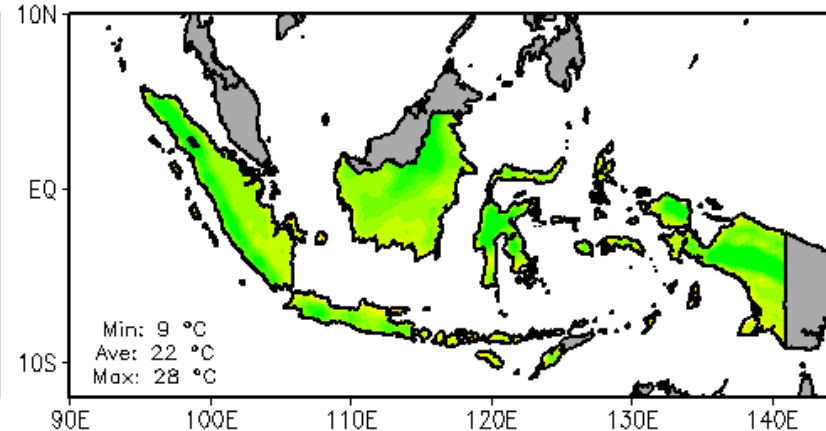 10N
EQ
10S
Min: 9 °C
Ave: 22 °C
Max: 28 °C
90E 100E 110E 120E 130E 140E